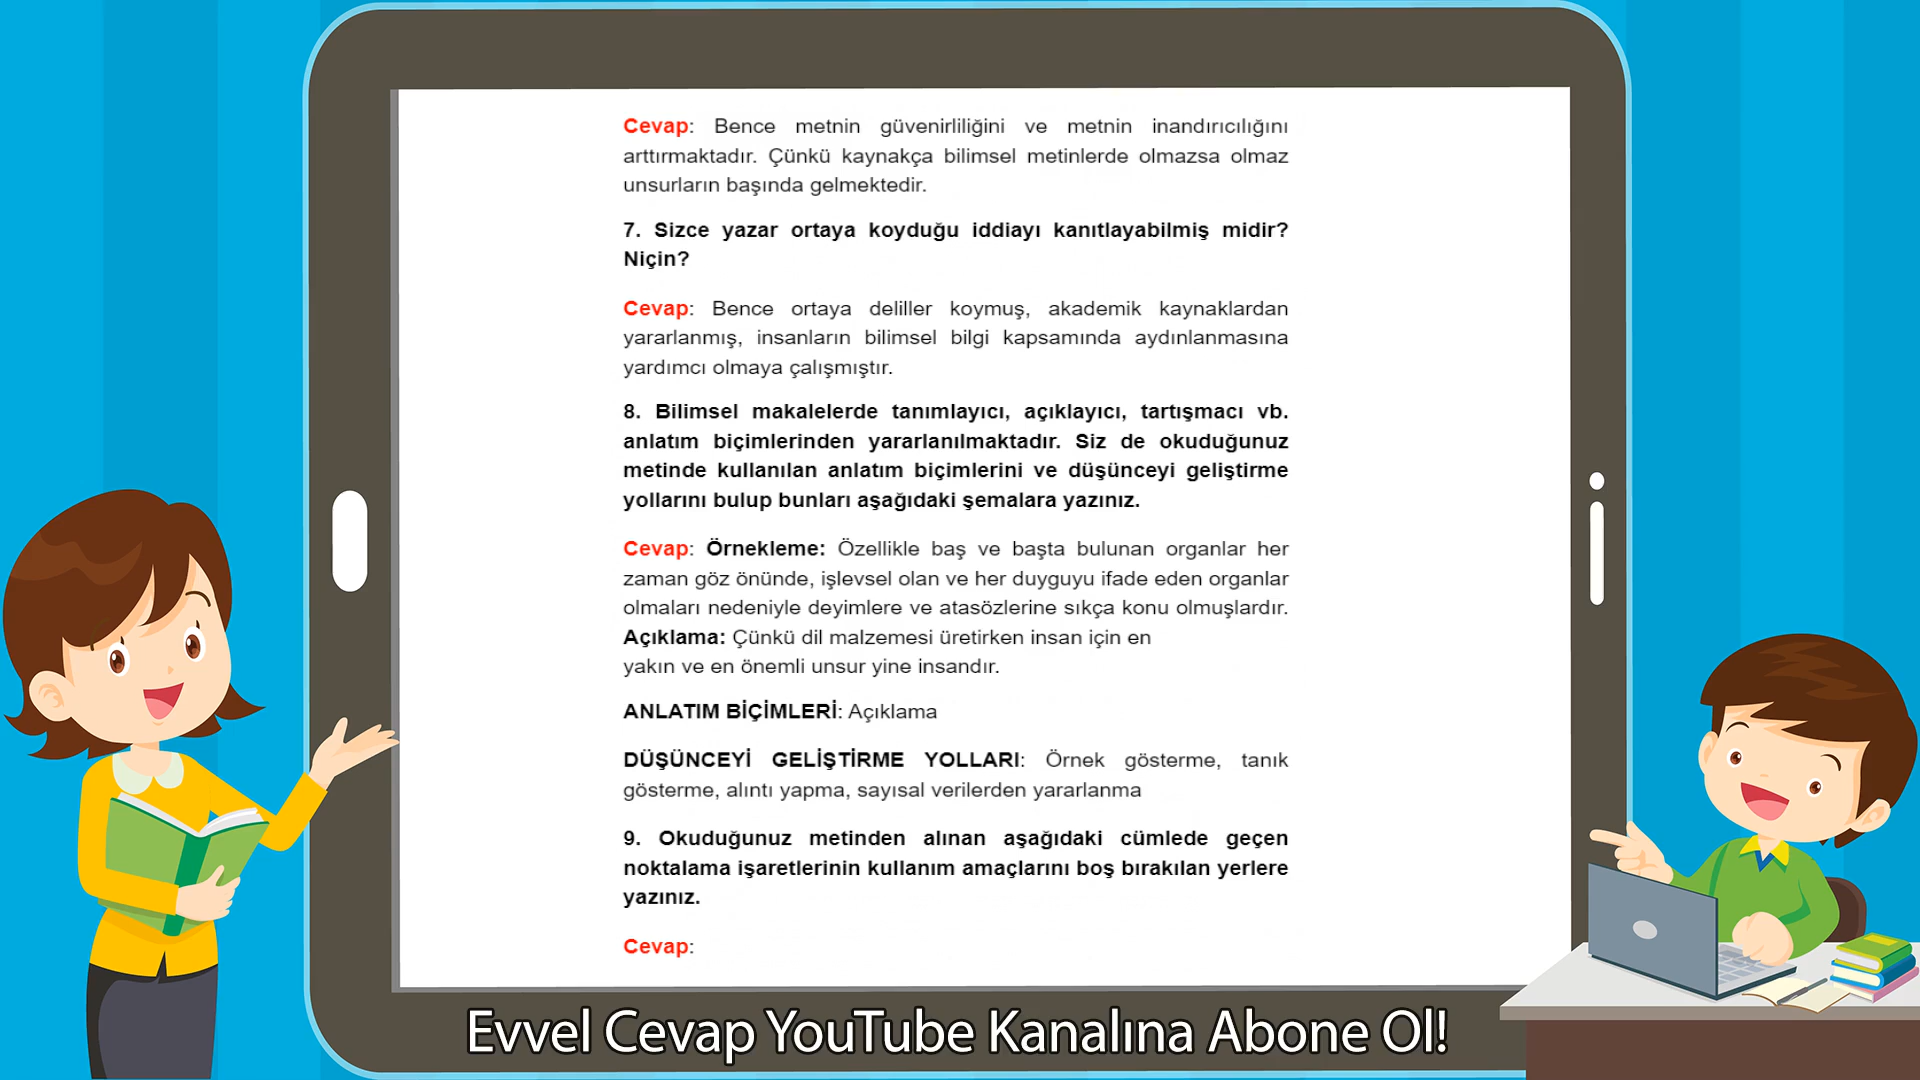 Cevap: Bence metnin güvenirliliğini ve metnin inandırıcılığını
arttırmaktadır. Çünkü kaynakça bilimsel metinlerde olmazsa olmaz
unsurların başında gelmektedir.
7. Sizce yazar ortaya koyduğu iddiayı kanıtlayabilmiş midir?
Niçin?
Cevap: Bence ortaya deliller koymuş, akademik kaynaklardan
yararlanmış, insanların bilimsel bilgi kapsamında aydınlanmasına
yardımcı olmaya çalışmıştır.
8. Bilimsel makalelerde tanımlayıcı, açıklayıcı, tartışmacı vb.
anlatım biçimlerinden yararlanılmaktadır. Siz de okuduğunuz
metinde kullanılan anlatım biçimlerini ve düşünceyi geliştirme
yollarını bulup bunları aşağıdaki şemalara yazınız.
Cevap: Örnekleme: Özellikle baş ve başta bulunan organlar her
zaman göz önünde, işlevsel olan ve her duyguyu ifade eden organlar
olmaları nedeniyle deyimlere ve atasözlerine sıkça konu olmuşlardır.
Açıklama: Çünkü dil malzemesi üretirken insan için en
yakın ve en önemli unsur yine insandır.
ANLATIM BİÇİMLERİ: Açıklama
DÜŞÜNCEYİ GELİŞTİRME YOLLARI: Örnek gösterme, tanık
gösterme, alıntı yapma, sayısal verilerden yararlanma
9. Okuduğunuz metinden alınan aşağıdaki cümlede geçen
noktalama işaretlerinin kullanım amaçlarını boş bırakılan yerlere
yazınız.
Cevap:
Evvel Cevap YouTube Kanalına Abone Ol!